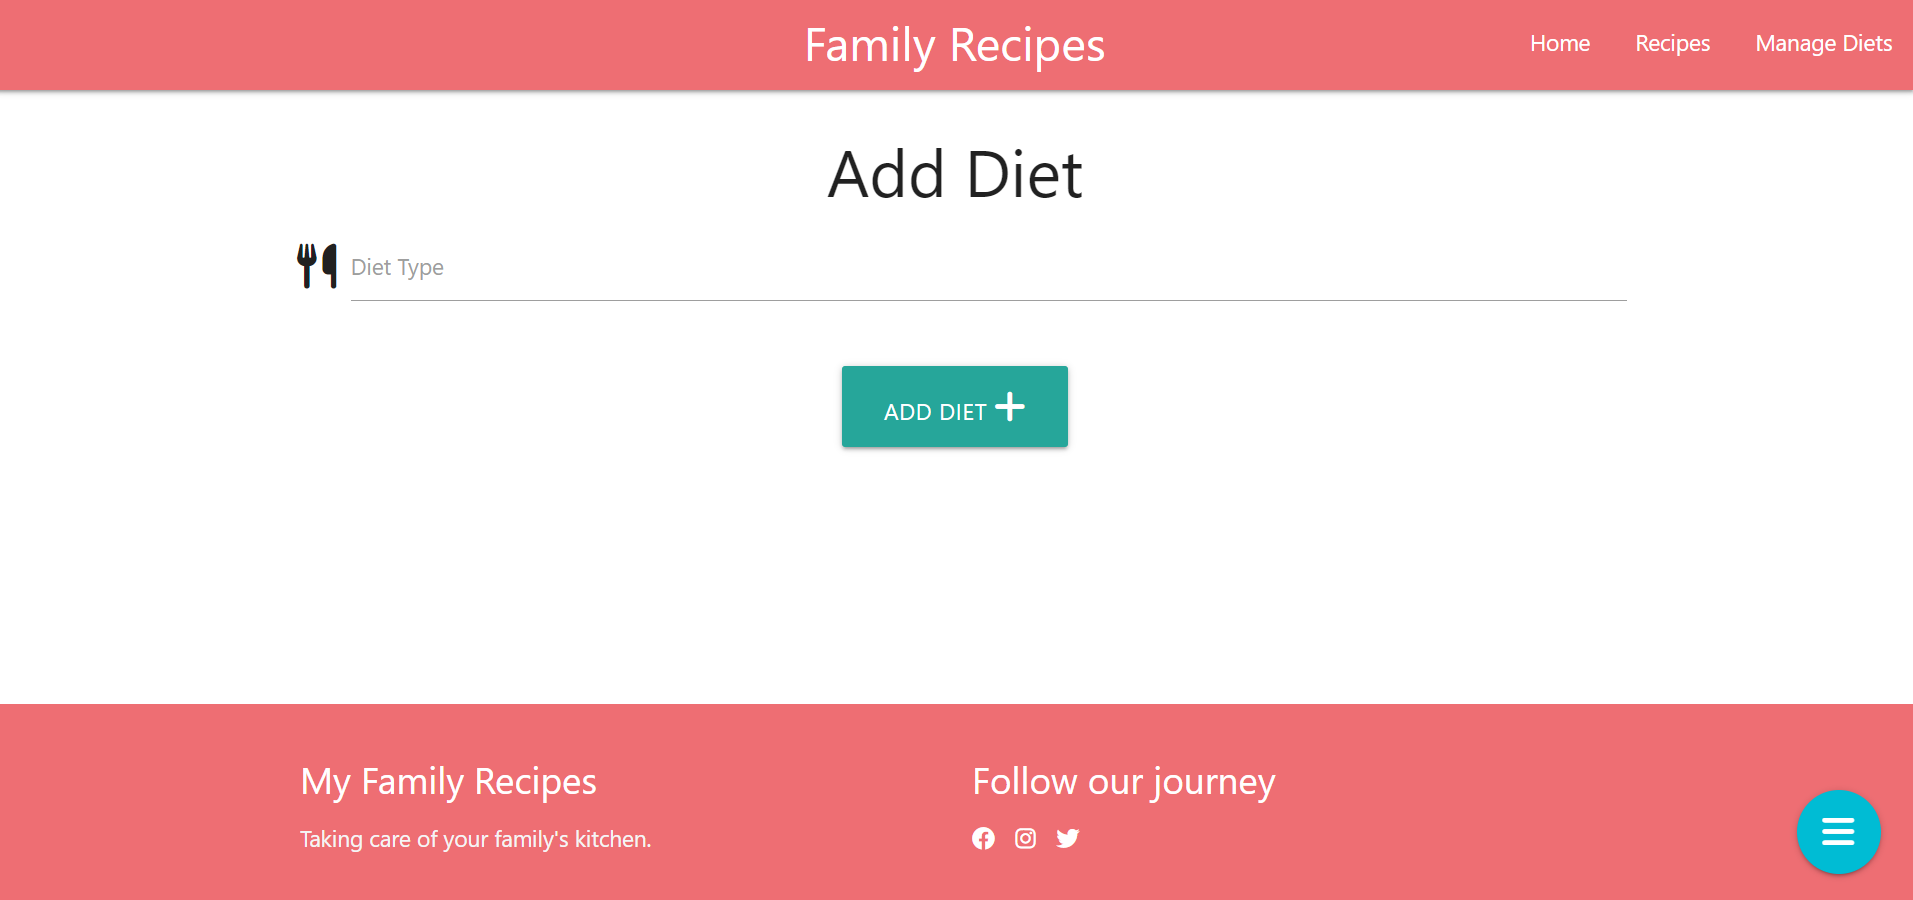 Family Recipes
Home
Recipes
Manage Diets
Add Diet
Diet Type
ADD DIET
My Family Recipes
Taking care of your family's kitchen.
Follow our journey